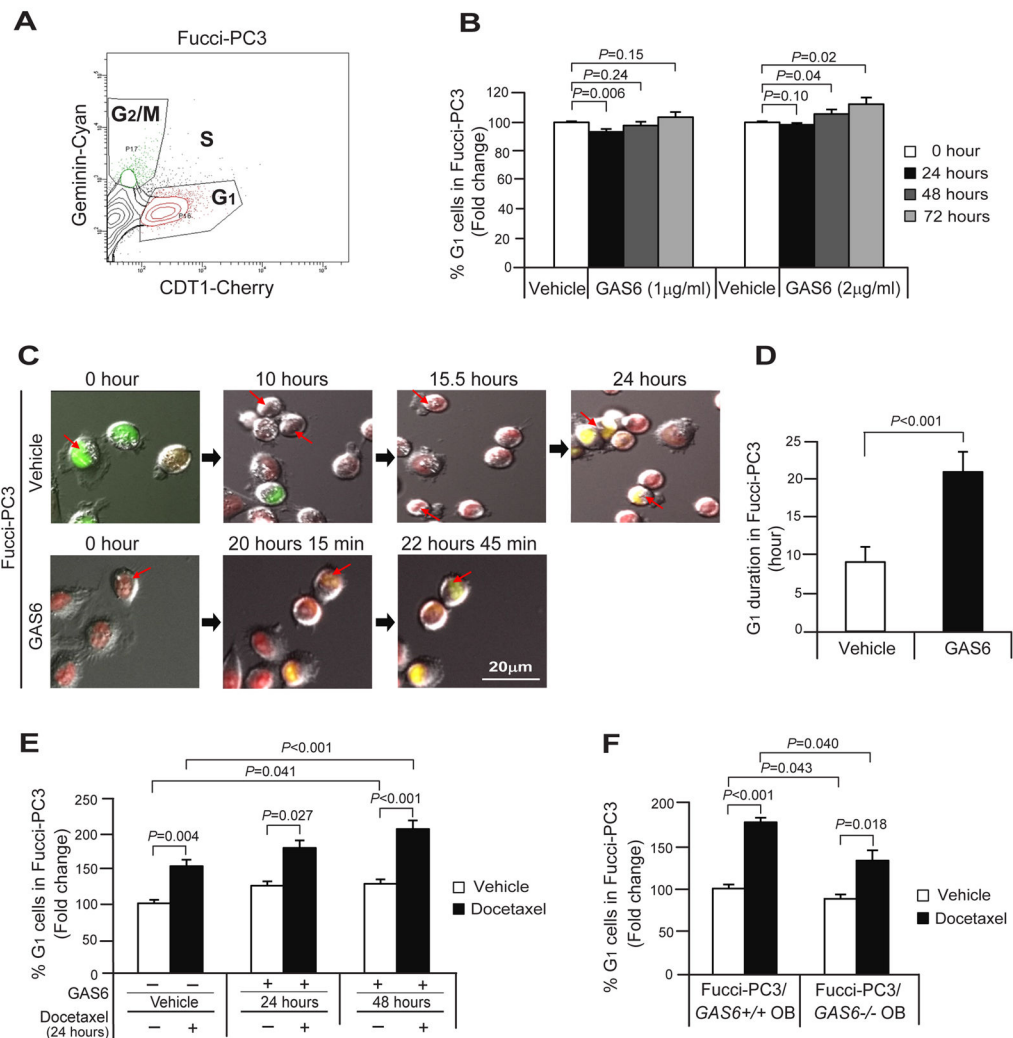 A
Fucci-PC3
Geminin-Cyan
G2/M
P17
S
G1
P16
10² 10³ 10⁴ 10⁵
CDT1-Cherry
B
% G1 cells in Fucci-PC3
(Fold change)
120
100
80
60
40
20
0
P=0.15
P=0.24
P=0.006
P=0.02
P=0.04
P=0.10
0 hour
24 hours
48 hours
72 hours
Vehicle GAS6 (1µg/ml) Vehicle GAS6 (2µg/ml)
C
Fucci-PC3
Vehicle
0 hour 10 hours 15.5 hours 24 hours
GAS6
0 hour 20 hours 15 min 22 hours 45 min
20µm
D
G1 duration in Fucci-PC3
(hour)
25
20
15
10
5
0
P<0.001
Vehicle GAS6
E
% G1 cells in Fucci-PC3
(Fold change)
250
200
150
100
50
0
P<0.001
P=0.041
P=0.004
P=0.027
P<0.001
Vehicle
Docetaxel
GAS6 − − + + + +
Vehicle 24 hours 48 hours
Docetaxel − + − + − +
(24 hours)
F
% G1 cells in Fucci-PC3
(Fold change)
200
150
100
50
0
P=0.040
P=0.043
P<0.001
P=0.018
Vehicle
Docetaxel
Fucci-PC3/ Fucci-PC3/
GAS6+/+ OB GAS6-/- OB